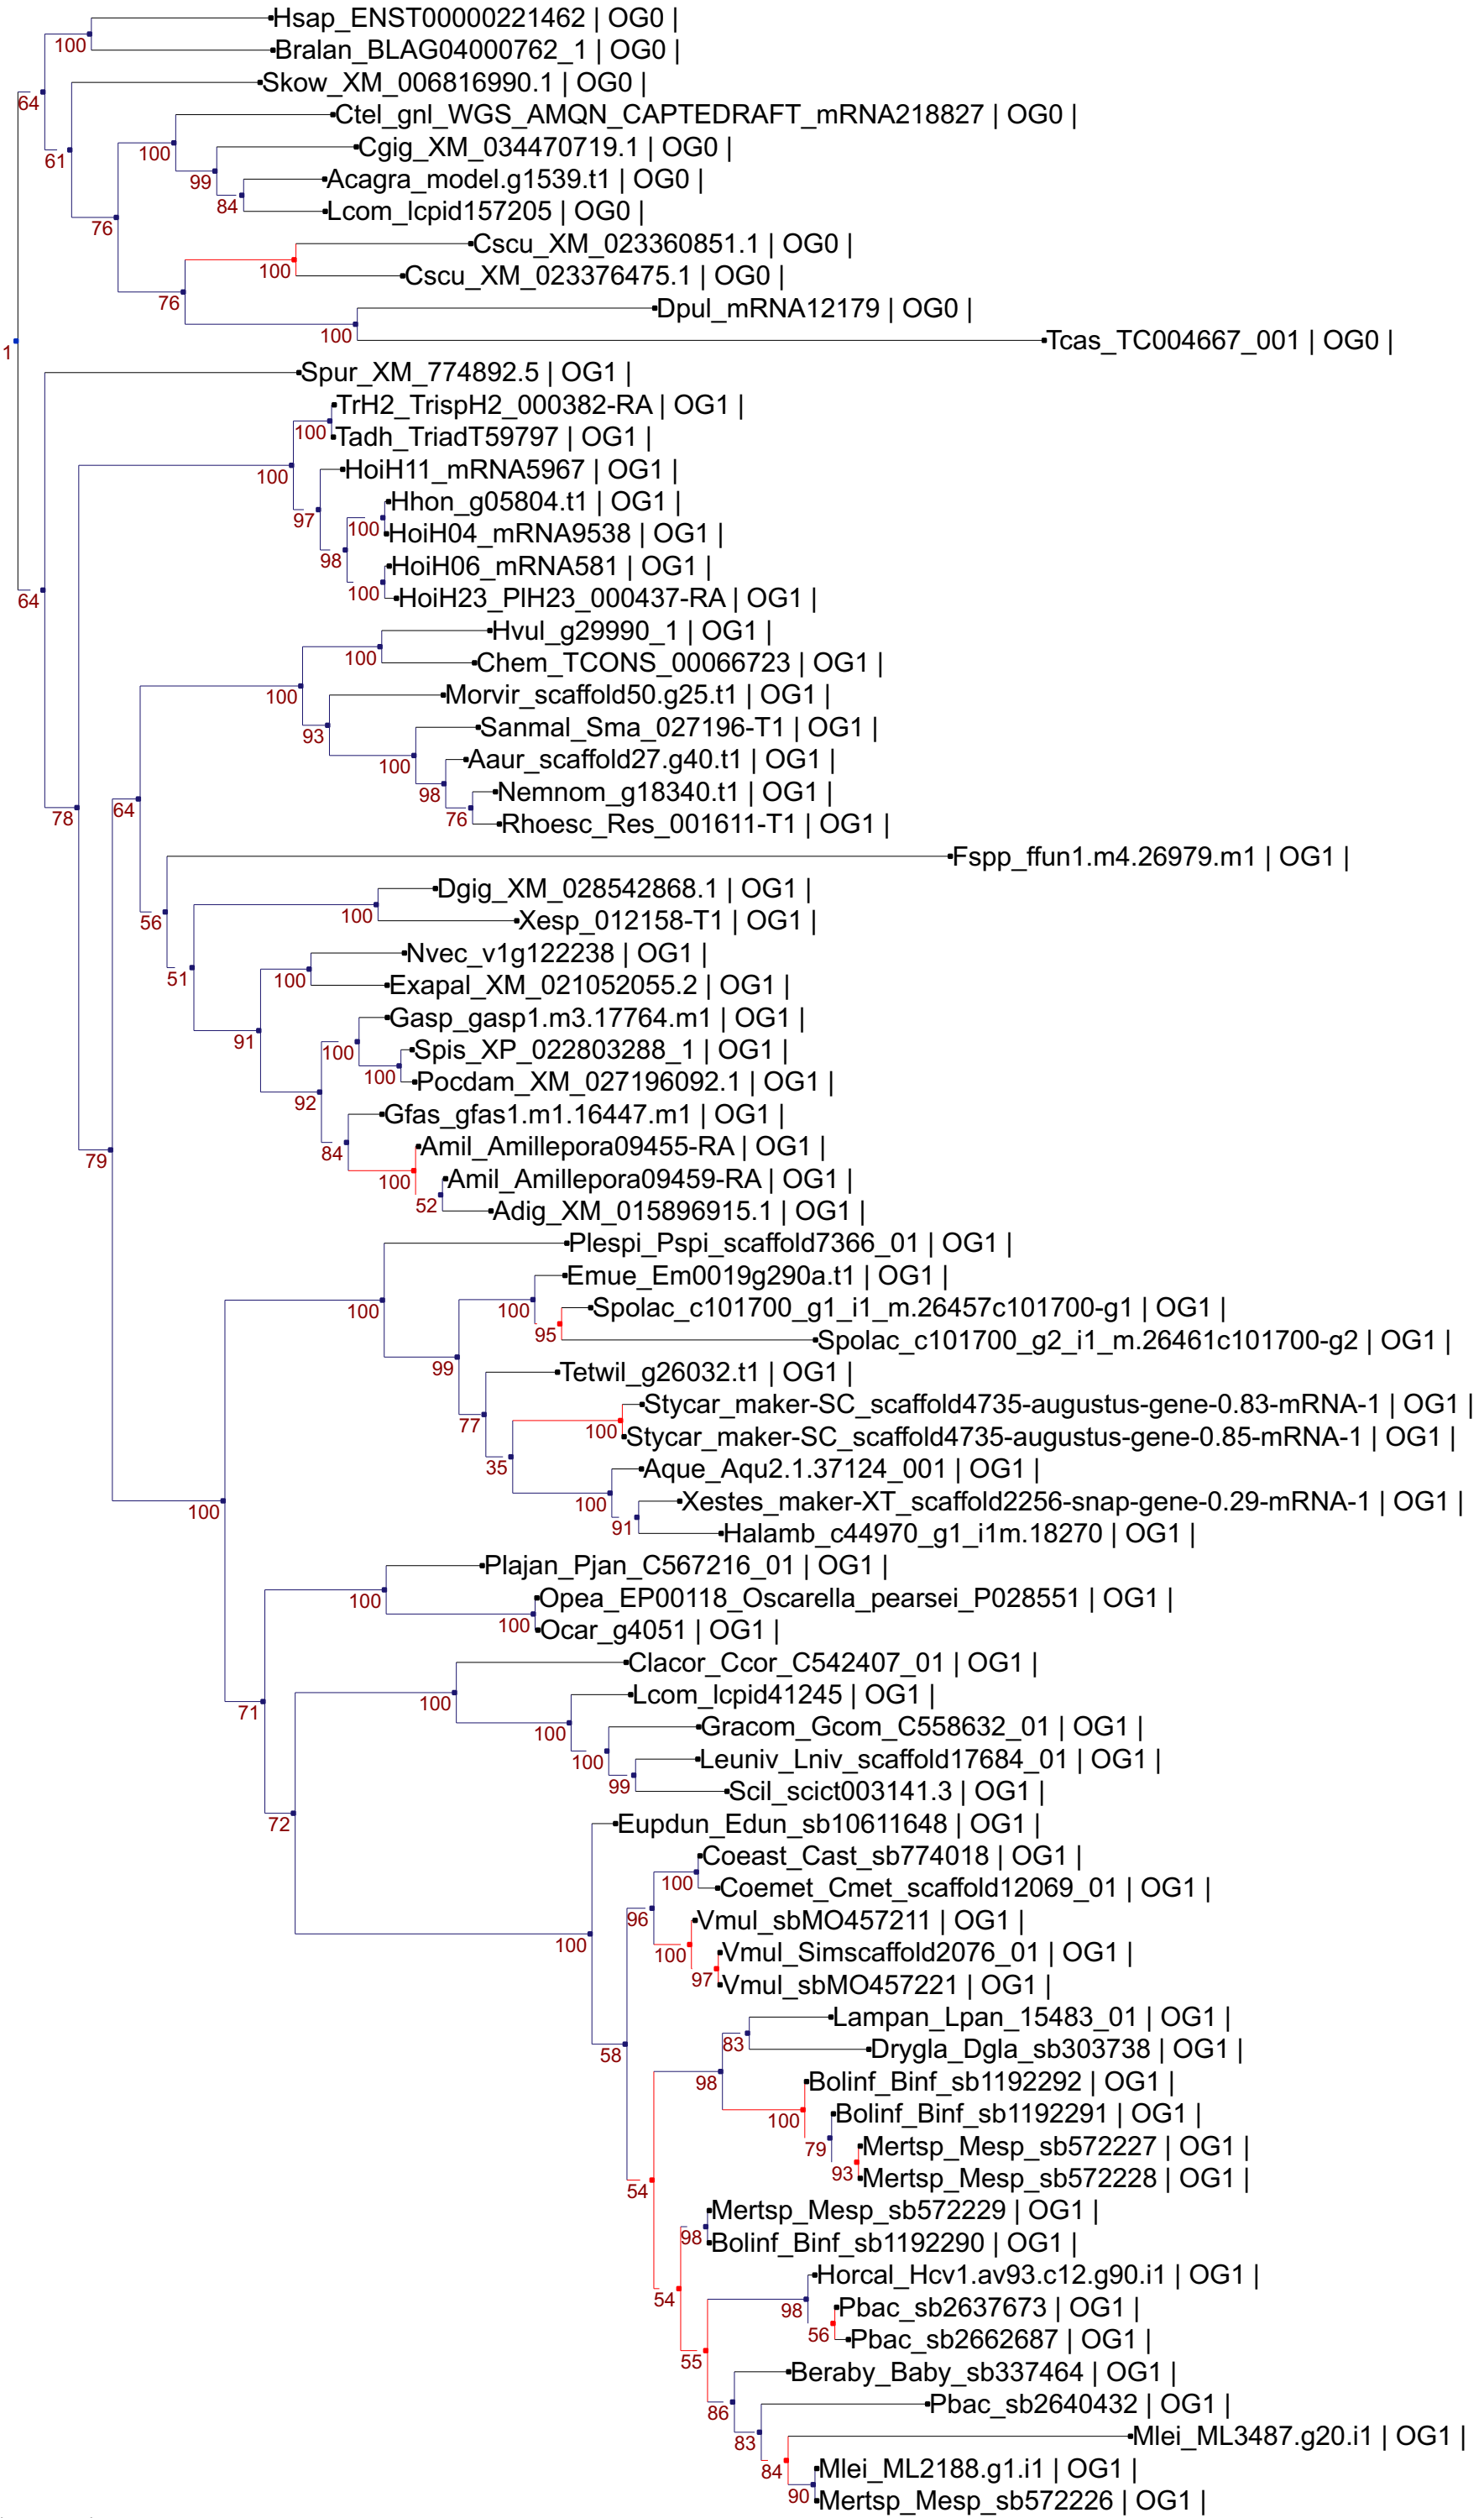 Hsap_ENST00000221462 | OG0 |
100
Bralan_BLAG04000762_1 | OG0 |
Skow_XM_006816990.1 | OG0 |
64
Ctel_gnl_WGS_AMQN_CAPTEDRAFT_mRNA218827 | OG0 |
Cgig_XM_034470719.1 | OG0 |
100
61
Acagra_model.g1539.t1 | OG0 |
99
84
Lcom_lcpid157205 | OG0 |
76
Cscu_XM_023360851.1 | OG0 |
100
Cscu_XM_023376475.1 | OG0 |
76
Dpul_mRNA12179 | OG0 |
100
Tcas_TC004667_001 | OG0 |
1
Spur_XM_774892.5 | OG1 |
TrH2_TrispH2_000382-RA | OG1 |
100
Tadh_TriadT59797 | OG1 |
100
HoiH11_mRNA5967 | OG1 |
Hhon_g05804.t1 | OG1 |
97
100
HoiH04_mRNA9538 | OG1 |
98
HoiH06_mRNA581 | OG1 |
100
HoiH23_PlH23_000437-RA | OG1 |
64
Hvul_g29990_1 | OG1 |
100
Chem_TCONS_00066723 | OG1 |
100
Morvir_scaffold50.g25.t1 | OG1 |
Sanmal_Sma_027196-T1 | OG1 |
93
100
Aaur_scaffold27.g40.t1 | OG1 |
Nemnom_g18340.t1 | OG1 |
98
76
78
64
Rhoesc_Res_001611-T1 | OG1 |
Fspp_ffun1.m4.26979.m1 | OG1 |
Dgig_XM_028542868.1 | OG1 |
100
56
Xesp_012158-T1 | OG1 |
Nvec_v1g122238 | OG1 |
51
100
Exapal_XM_021052055.2 | OG1 |
Gasp_gasp1.m3.17764.m1 | OG1 |
91
100
Spis_XP_022803288_1 | OG1 |
100
Pocdam_XM_027196092.1 | OG1 |
92
Gfas_gfas1.m1.16447.m1 | OG1 |
84
Amil_Amillepora09455-RA | OG1 |
79
100
Amil_Amillepora09459-RA | OG1 |
52
Adig_XM_015896915.1 | OG1 |
Plespi_Pspi_scaffold7366_01 | OG1 |
Emue_Em0019g290a.t1 | OG1 |
100
100
Spolac_c101700_g1_i1_m.26457c101700-g1 | OG1 |
95
Spolac_c101700_g2_i1_m.26461c101700-g2 | OG1 |
99
Tetwil_g26032.t1 | OG1 |
Stycar_maker-SC_scaffold4735-augustus-gene-0.83-mRNA-1 | OG1 |
77
100
Stycar_maker-SC_scaffold4735-augustus-gene-0.85-mRNA-1 | OG1 |
35
Aque_Aqu2.1.37124_001 | OG1 |
Xestes_maker-XT_scaffold2256-snap-gene-0.29-mRNA-1 | OG1 |
100
100
91
Halamb_c44970_g1_i1m.18270 | OG1 |
Plajan_Pjan_C567216_01 | OG1 |
100
Opea_EP00118_Oscarella_pearsei_P028551 | OG1 |
100
Ocar_g4051 | OG1 |
Clacor_Ccor_C542407_01 | OG1 |
71
100
Lcom_lcpid41245 | OG1 |
Gracom_Gcom_C558632_01 | OG1 |
100
100
Leuniv_Lniv_scaffold17684_01 | OG1 |
99
Scil_scict003141.3 | OG1 |
72
Eupdun_Edun_sb10611648 | OG1 |
Coeast_Cast_sb774018 | OG1 |
100
Coemet_Cmet_scaffold12069_01 | OG1 |
96
Vmul_sbMO457211 | OG1 |
100
100
Vmul_Simscaffold2076_01 | OG1 |
97
Vmul_sbMO457221 | OG1 |
Lampan_Lpan_15483_01 | OG1 |
58
83
Drygla_Dgla_sb303738 | OG1 |
98
Bolinf_Binf_sb1192292 | OG1 |
100
Bolinf_Binf_sb1192291 | OG1 |
79
Mertsp_Mesp_sb572227 | OG1 |
93
Mertsp_Mesp_sb572228 | OG1 |
54
Mertsp_Mesp_sb572229 | OG1 |
98
Bolinf_Binf_sb1192290 | OG1 |
Horcal_Hcv1.av93.c12.g90.i1 | OG1 |
54
98
Pbac_sb2637673 | OG1 |
56
Pbac_sb2662687 | OG1 |
55
Beraby_Baby_sb337464 | OG1 |
86
Pbac_sb2640432 | OG1 |
83
Mlei_ML3487.g20.i1 | OG1 |
84
Mlei_ML2188.g1.i1 | OG1 |
90
Mertsp_Mesp_sb572226 | OG1 |